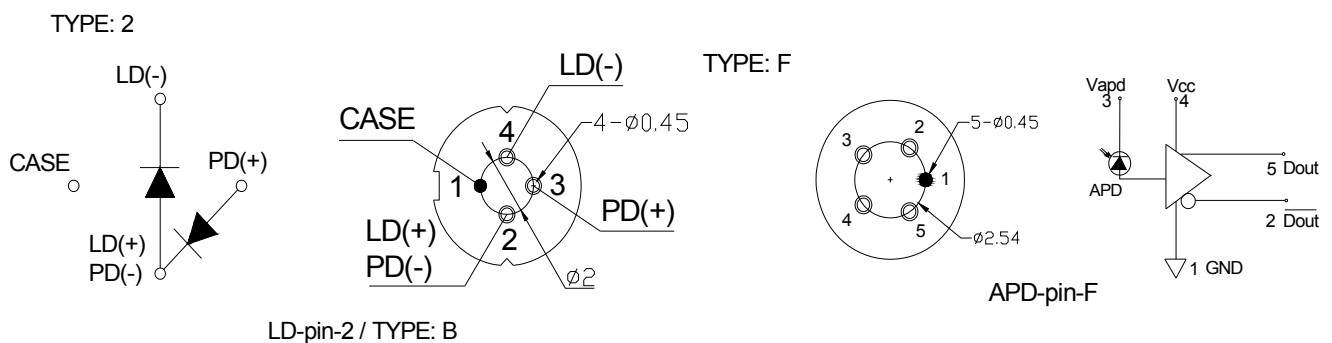 TYPE: 2
LD(-)
CASE
PD(+)
LD(+)
PD(-)
LD(-)
4-Ø0.45
CASE
4
1
3
2
PD(+)
LD(+)
PD(-)
Ø2
LD-pin-2 / TYPE: B
TYPE: F
5-Ø0.45
2
3
1
4
5
Ø2.54
APD-pin-F
Vapd
3
Vcc
4
APD
5 Dout
2 D̅o̅u̅t̅
1 GND